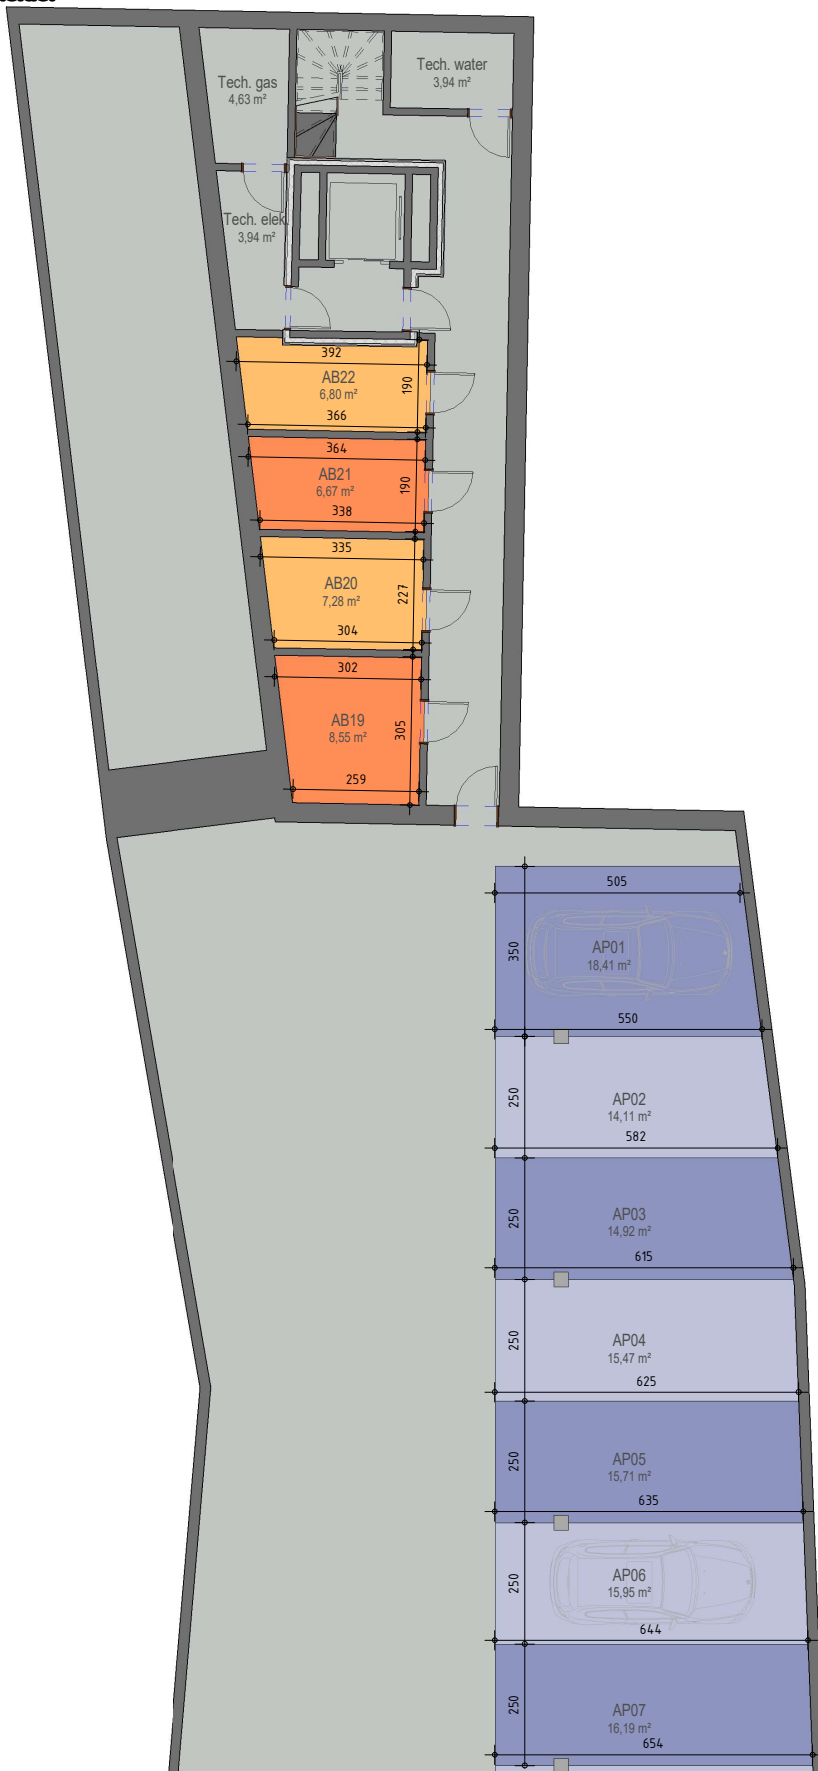 Tech. water
3,94 m²
Tech. gas
4,63 m²
Tech. elek.
3,94 m²
392
AB22
6,80 m²
190
366
364
AB21
6,67 m²
190
338
335
AB20
7,28 m²
227
304
302
AB19
8,55 m²
305
259
505
AP01
18,41 m²
350
550
AP02
14,11 m²
250
582
AP03
14,92 m²
250
615
AP04
15,47 m²
250
625
AP05
15,71 m²
250
635
AP06
15,95 m²
250
644
AP07
16,19 m²
250
654